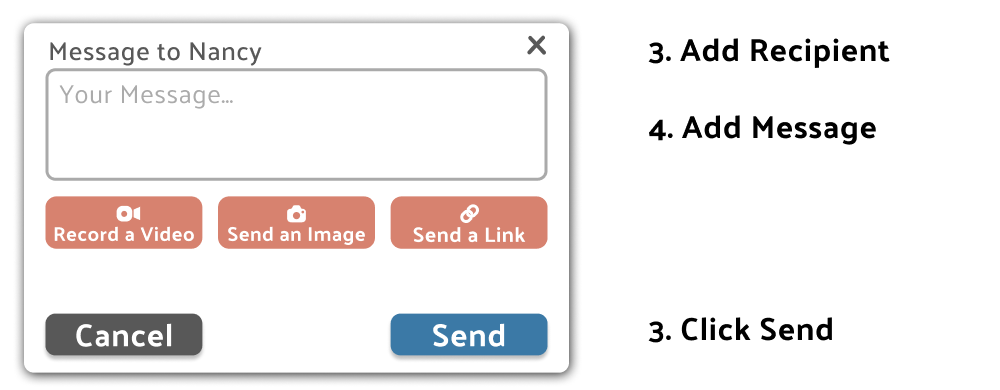 Message to Nancy
3. Add Recipient
Your Message...
4. Add Message
Record a Video
Send an Image
Send a Link
Cancel
Send
3. Click Send